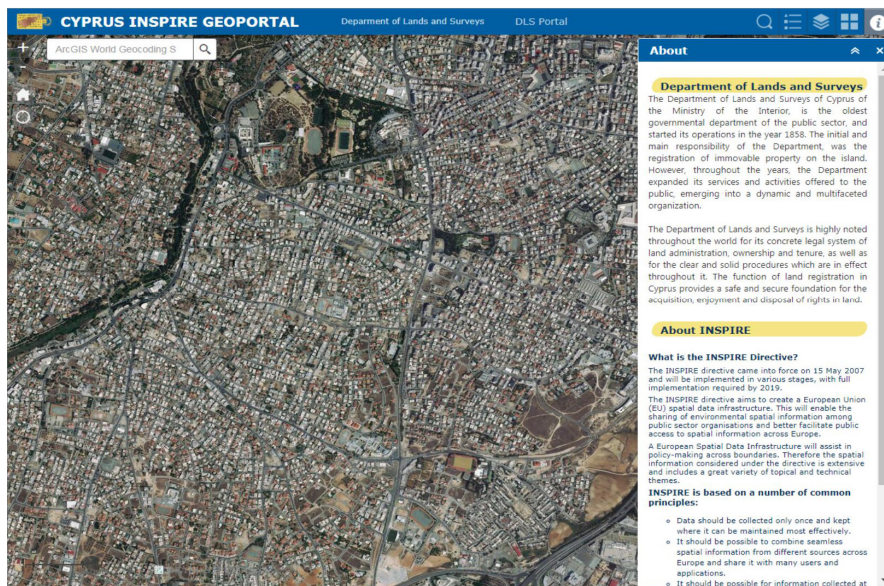 CYPRUS INSPIRE GEOPORTAL
Deparment of Lands and Surveys
DLS Portal
ArcGIS World Geocoding S
About
Department of Lands and Surveys
The Department of Lands and Surveys of Cyprus of
the Ministry of the Interior, is the oldest
governmental department of the public sector, and
started its operations in the year 1858. The initial and
main responsibility of the Department, was the
registration of immovable property on the island.
However, throughout the years, the Department
expanded its services and activities offered to the
public, emerging into a dynamic and multifaceted
organization.
The Department of Lands and Surveys is highly noted
throughout the world for its concrete legal system of
land administration, ownership and tenure, as well as
for the clear and solid procedures which are in effect
throughout it. The function of land registration in
Cyprus provides a safe and secure foundation for the
acquisition, enjoyment and disposal of rights in land.
About INSPIRE
What is the INSPIRE Directive?
The INSPIRE directive came into force on 15 May 2007
and will be implemented in various stages, with full
implementation required by 2019.
The INSPIRE directive aims to create a European Union
(EU) spatial data infrastructure. This will enable the
sharing of environmental spatial information among
public sector organisations and better facilitate public
access to spatial information across Europe.
A European Spatial Data Infrastructure will assist in
policy-making across boundaries. Therefore the spatial
information considered under the directive is extensive
and includes a great variety of topical and technical
themes.
INSPIRE is based on a number of common
principles:
Data should be collected only once and kept
where it can be maintained most effectively.
It should be possible to combine seamless
spatial information from different sources across
Europe and share it with many users and
applications.
It should be possible for information collected at